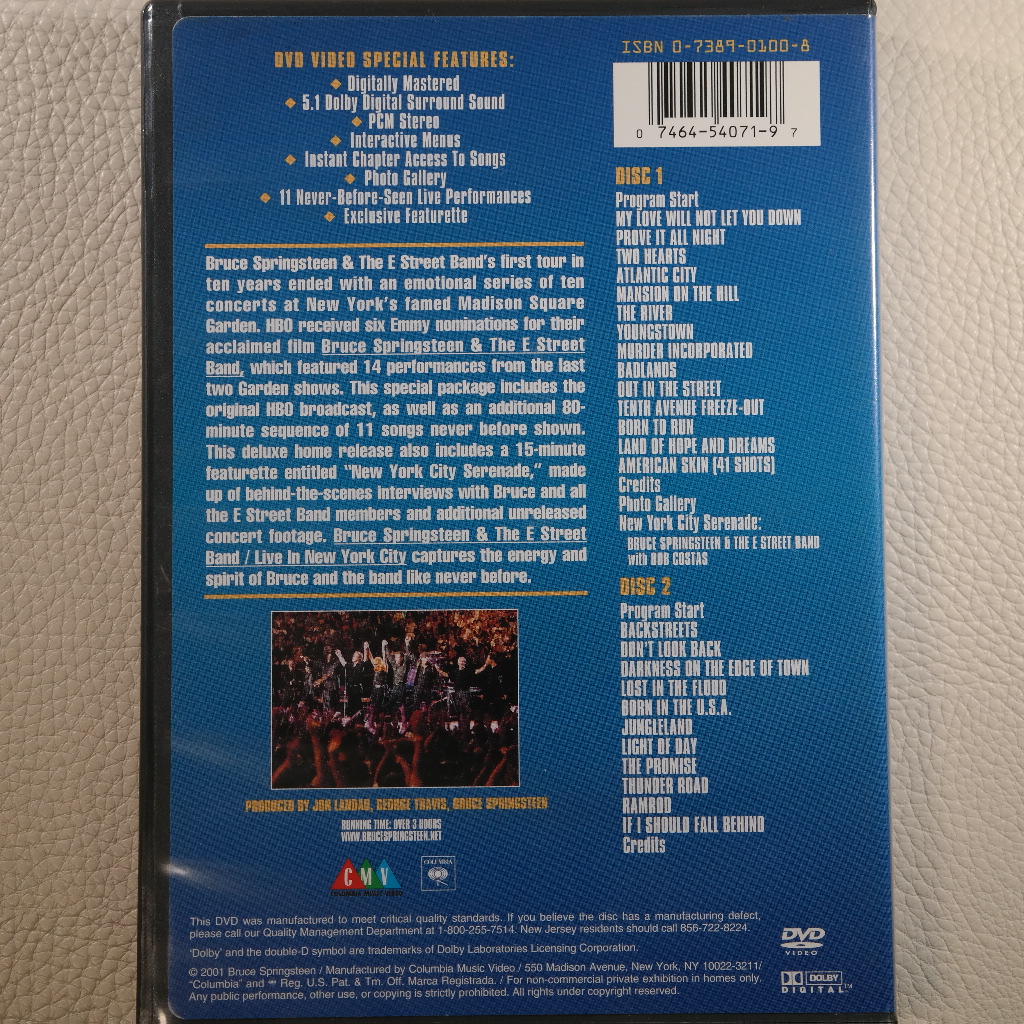 DVD VIDEO SPECIAL FEATURES:
Digitally Mastered
5.1 Dolby Digital Surround Sound
PCM Stereo
Interactive Menus
Instant Chapter Access To Songs
Photo Gallery
11 Never-Before-Seen Live Performances
Exclusive Featurette
Bruce Springsteen & The E Street Band's first tour in
ten years ended with an emotional series of ten
concerts at New York's famed Madison Square
Garden. HBO received six Emmy nominations for their
acclaimed film Bruce Springsteen & The E Street
Band, which featured 14 performances from the last
two Garden shows. This special package includes the
original HBO broadcast, as well as an additional 80-
minute sequence of 11 songs never before shown.
This deluxe home release also includes a 15-minute
featurette entitled "New York City Serenade," made
up of behind-the-scenes interviews with Bruce and all
the E Street Band members and additional unreleased
concert footage. Bruce Springsteen & The E Street
Band / Live In New York City captures the energy and
spirit of Bruce and the band like never before.
PRODUCED BY JON LANDAU, GEORGE TRAVIS, BRUCE SPRINGSTEEN
RUNNING TIME: OVER 3 HOURS
WWW.BRUCESPRINGSTEEN.NET
CMV
COLUMBIA MUSIC VIDEO
COLUMBIA
ISBN 0-7389-0100-8
0 7464-54071-9 7
DISC 1
Program Start
MY LOVE WILL NOT LET YOU DOWN
PROVE IT ALL NIGHT
TWO HEARTS
ATLANTIC CITY
MANSION ON THE HILL
THE RIVER
YOUNGSTOWN
MURDER INCORPORATED
BADLANDS
OUT IN THE STREET
TENTH AVENUE FREEZE-OUT
BORN TO RUN
LAND OF HOPE AND DREAMS
AMERICAN SKIN (41 SHOTS)
Credits
Photo Gallery
New York City Serenade:
BRUCE SPRINGSTEEN & THE E STREET BAND
with BOB COSTAS
DISC 2
Program Start
BACKSTREETS
DON'T LOOK BACK
DARKNESS ON THE EDGE OF TOWN
LOST IN THE FLOOD
BORN IN THE U.S.A.
JUNGLELAND
LIGHT OF DAY
THE PROMISE
THUNDER ROAD
RAMROD
IF I SHOULD FALL BEHIND
Credits
This DVD was manufactured to meet critical quality standards. If you believe the disc has a manufacturing defect,
please call our Quality Management Department at 1-800-255-7514. New Jersey residents should call 856-722-8224.
'Dolby' and the double-D symbol are trademarks of Dolby Laboratories Licensing Corporation.
© 2001 Bruce Springsteen / Manufactured by Columbia Music Video / 550 Madison Avenue, New York, NY 10022-3211/
"Columbia" and Reg. U.S. Pat. & Tm. Off. Marca Registrada. / For non-commercial private exhibition in homes only.
Any public performance, other use, or copying is strictly prohibited. All rights under copyright reserved.
DVD
VIDEO
DOLBY
DIGITAL™